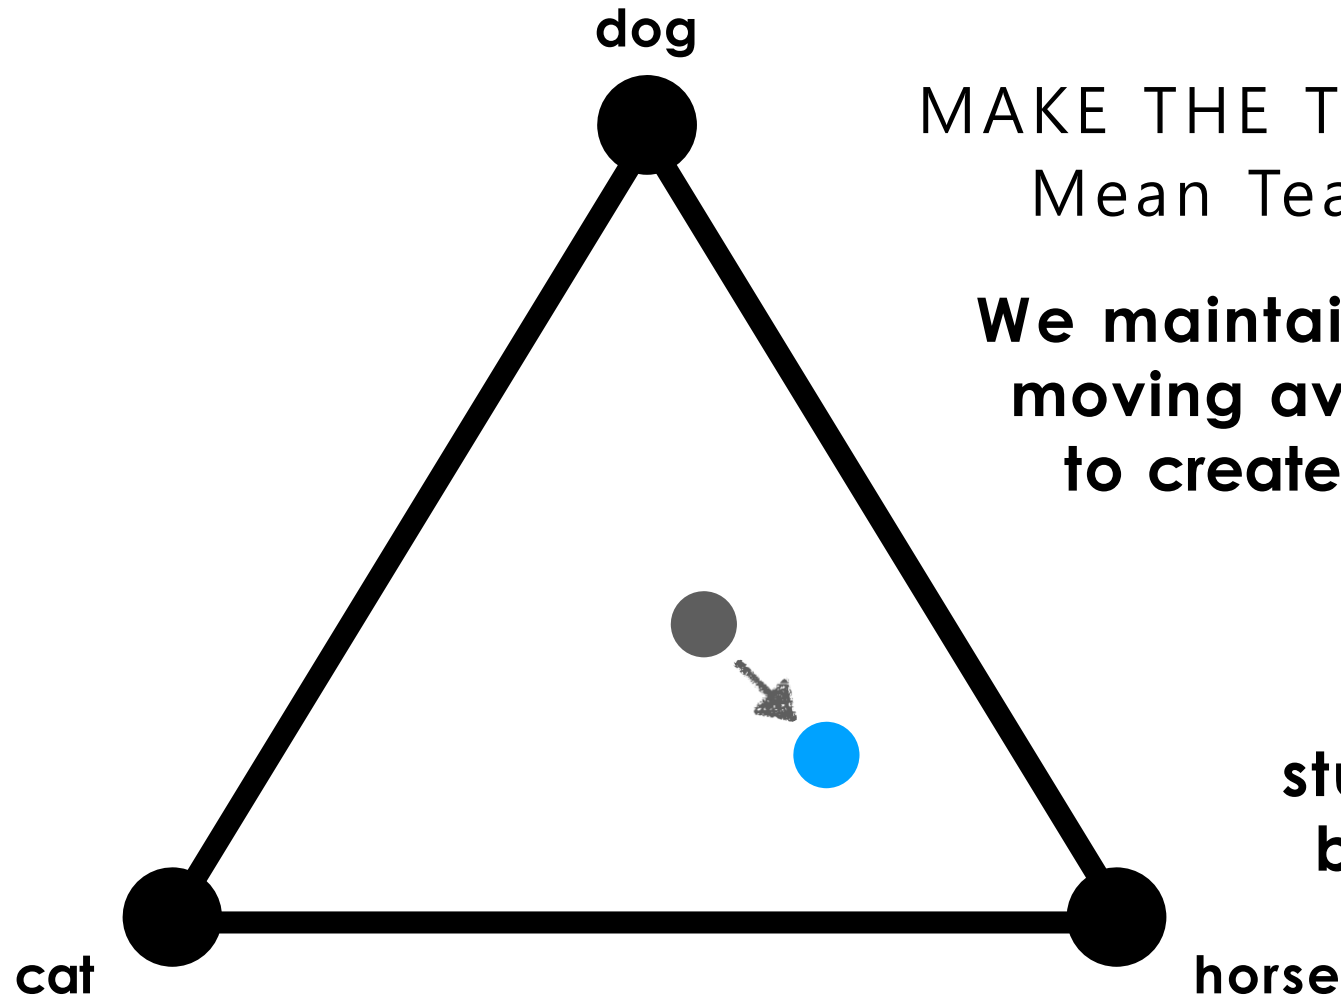 dog
MAKE THE T
Mean Tea
We maintai
moving av
to create
stu
b
cat
horse